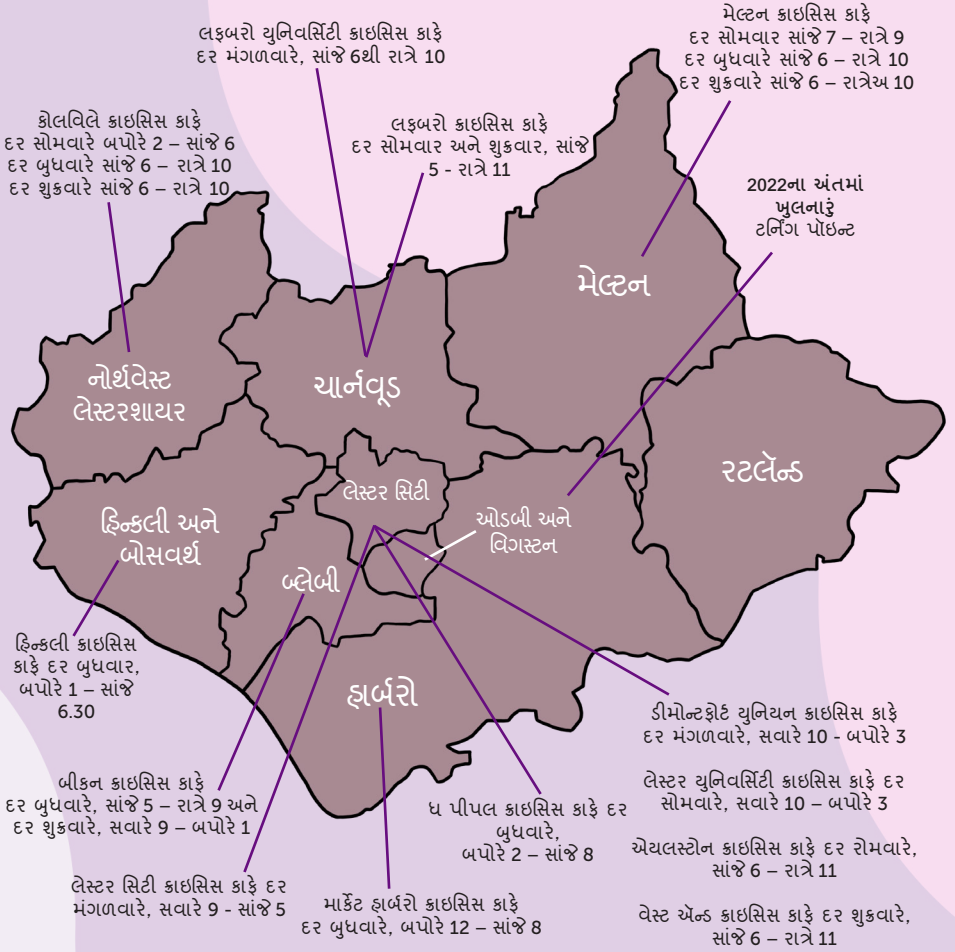 લફબરો યુનિવર્સિટી ક્રાઇસિસ કાફે
દર મંગળવારે, સાંજે 6થી રાત્રે 10
મેલ્ટન ક્રાઇસિસ કાફે
દર સોમવાર સાંજે 7 – રાત્રે 9
દર બુધવારે સાંજે 6 – રાત્રે 10
દર શુક્રવારે સાંજે 6 – રાત્રેઅ 10
કોલવિલે ક્રાઇસિસ કાફે
દર સોમવારે બપોરે 2 – સાંજે 6
દર બુધવારે સાંજે 6 – રાત્રે 10
દર શુક્રવારે સાંજે 6 – રાત્રે 10
લફબરો ક્રાઇસિસ કાફે
દર સોમવાર અને શુક્રવાર, સાંજે
5 - રાત્રે 11
2022ના અંતમાં
ખુલનારું
ટર્નિંગ પૉઇન્ટ
મેલ્ટન
નોર્થવેસ્ટ
લેસ્ટરશાયર
ચાર્નવૂડ
રટલૅન્ડ
લેસ્ટર સિટી
હિન્કલી અને
બોસવર્થ
ઓડબી અને
વિગસ્ટન
બ્લેબી
હાર્બરો
હિન્કલી ક્રાઇસિસ
કાફે દર બુધવાર,
બપોરે 1 – સાંજે
6.30
બીકન ક્રાઇસિસ કાફે
દર બુધવારે, સાંજે 5 – રાત્રે 9 અને
દર શુક્રવારે, સવારે 9 – બપોરે 1
લેસ્ટર સિટી ક્રાઇસિસ કાફે દર
મંગળવારે, સવારે 9 - સાંજે 5
માર્કેટ હાર્બરો ક્રાઇસિસ કાફે
દર બુધવારે, બપોરે 12 – સાંજે 8
ધ પીપલ ક્રાઇસિસ કાફે દર
બુધવારે,
બપોરે 2 – સાંજે 8
ડીમોન્ટફોર્ટ યુનિયન ક્રાઇસિસ કાફે
દર મંગળવારે, સવારે 10 - બપોરે 3
લેસ્ટર યુનિવર્સિટી ક્રાઇસિસ કાફે દર
સોમવારે, સવારે 10 – બપોરે 3
એયલસ્ટોન ક્રાઇસિસ કાફે દર રોમવારે,
સાંજે 6 – રાત્રે 11
વેસ્ટ ઍન્ડ ક્રાઇસિસ કાફે દર શુક્રવારે,
સાંજે 6 – રાત્રે 11